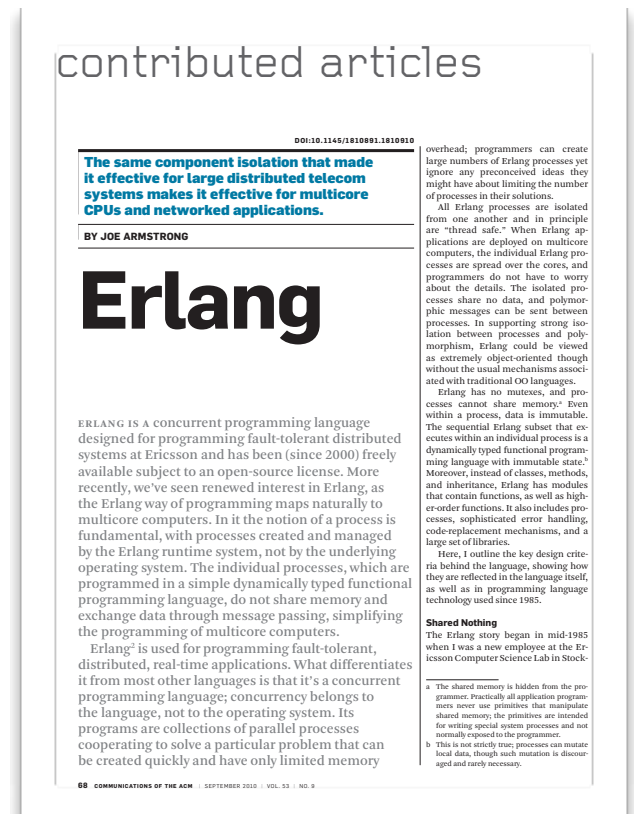 contributed articles
DOI:10.1145/1810891.1810910
The same component isolation that made
it effective for large distributed telecom
systems makes it effective for multicore
CPUs and networked applications.
BY JOE ARMSTRONG
Erlang
ERLANG IS A concurrent programming language
designed for programming fault-tolerant distributed
systems at Ericsson and has been (since 2000) freely
available subject to an open-source license. More
recently, we've seen renewed interest in Erlang, as
the Erlang way of programming maps naturally to
multicore computers. In it the notion of a process is
fundamental, with processes created and managed
by the Erlang runtime system, not by the underlying
operating system. The individual processes, which are
programmed in a simple dynamically typed functional
programming language, do not share memory and
exchange data through message passing, simplifying
the programming of multicore computers.
Erlang² is used for programming fault-tolerant,
distributed, real-time applications. What differentiates
it from most other languages is that it's a concurrent
programming language; concurrency belongs to
the language, not to the operating system. Its
programs are collections of parallel processes
cooperating to solve a particular problem that can
be created quickly and have only limited memory
overhead; programmers can create
large numbers of Erlang processes yet
ignore any preconceived ideas they
might have about limiting the number
of processes in their solutions.
All Erlang processes are isolated
from one another and in principle
are "thread safe." When Erlang ap-
plications are deployed on multicore
computers, the individual Erlang pro-
cesses are spread over the cores, and
programmers do not have to worry
about the details. The isolated pro-
cesses share no data, and polymor-
phic messages can be sent between
processes. In supporting strong iso-
lation between processes and poly-
morphism, Erlang could be viewed
as extremely object-oriented though
without the usual mechanisms associ-
ated with traditional OO languages.
Erlang has no mutexes, and pro-
cesses cannot share memory.ᵃ Even
within a process, data is immutable.
The sequential Erlang subset that ex-
ecutes within an individual process is a
dynamically typed functional program-
ming language with immutable state.ᵇ
Moreover, instead of classes, methods,
and inheritance, Erlang has modules
that contain functions, as well as high-
er-order functions. It also includes pro-
cesses, sophisticated error handling,
code-replacement mechanisms, and a
large set of libraries.
Here, I outline the key design crite-
ria behind the language, showing how
they are reflected in the language itself,
as well as in programming language
technology used since 1985.
Shared Nothing
The Erlang story began in mid-1985
when I was a new employee at the Er-
icsson Computer Science Lab in Stock-
a The shared memory is hidden from the pro-
grammer. Practically all application program-
mers never use primitives that manipulate
shared memory; the primitives are intended
for writing special system processes and not
normally exposed to the programmer.
b This is not strictly true; processes can mutate
local data, though such mutation is discour-
aged and rarely necessary.
68 COMMUNICATIONS OF THE ACM | SEPTEMBER 2010 | VOL. 53 | NO. 9